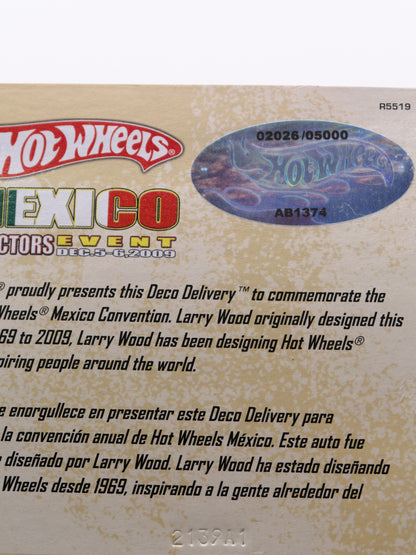 R5519
02026/05000
HOT WHEELS®
HOT WHEELS
AB1374
MEXICO
CTORS EVENT
DEC.5-6,2009
® proudly presents this Deco Delivery™ to commemorate the
Wheels® Mexico Convention. Larry Wood originally designed this
69 to 2009, Larry Wood has been designing Hot Wheels®
piring people around the world.
e enorgullece en presentar este Deco Delivery para
la convención anual de Hot Wheels México. Este auto fue
diseñado por Larry Wood. Larry Wood ha estado diseñando
Wheels desde 1969, inspirando a la gente alrededor del
2139A1